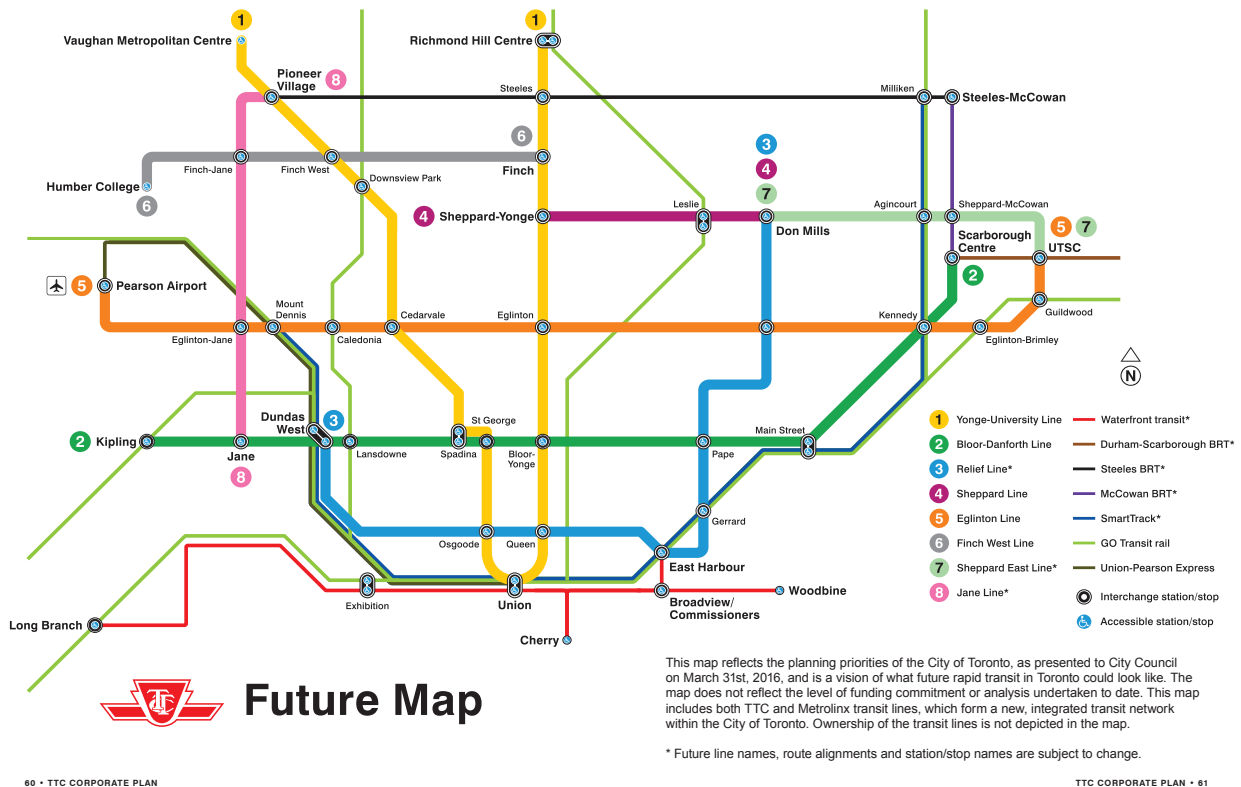 1
1
Vaughan Metropolitan Centre
Richmond Hill Centre
Pioneer
Village
8
Steeles
Milliken
Steeles-McCowan
6
3
Finch-Jane
Finch West
Finch
4
Downsview Park
Humber College
6
7
4
Sheppard-Yonge
Leslie
Don Mills
Agincourt
Sheppard-McCowan
Scarborough
Centre
5
7
UTSC
2
5
Pearson Airport
Mount
Dennis
Cedarvale
Eglinton
Kennedy
Guildwood
Eglinton-Jane
Caledonia
Eglinton-Brimley
N
Dundas
West
3
St George
Main Street
2
Kipling
Jane
Lansdowne
Spadina
Bloor-
Yonge
Pape
8
Gerrard
Osgoode
Queen
East Harbour
Exhibition
Union
Broadview/
Commissioners
Woodbine
Long Branch
Cherry
1 Yonge-University Line
2 Bloor-Danforth Line
3 Relief Line*
4 Sheppard Line
5 Eglinton Line
6 Finch West Line
7 Sheppard East Line*
8 Jane Line*
Waterfront transit*
Durham-Scarborough BRT*
Steeles BRT*
McCowan BRT*
SmartTrack*
GO Transit rail
Union-Pearson Express
Interchange station/stop
Accessible station/stop
TTC
Future Map
This map reflects the planning priorities of the City of Toronto, as presented to City Council
on March 31st, 2016, and is a vision of what future rapid transit in Toronto could look like. The
map does not reflect the level of funding commitment or analysis undertaken to date. This map
includes both TTC and Metrolinx transit lines, which form a new, integrated transit network
within the City of Toronto. Ownership of the transit lines is not depicted in the map.
* Future line names, route alignments and station/stop names are subject to change.
60 • TTC CORPORATE PLAN
TTC CORPORATE PLAN • 61